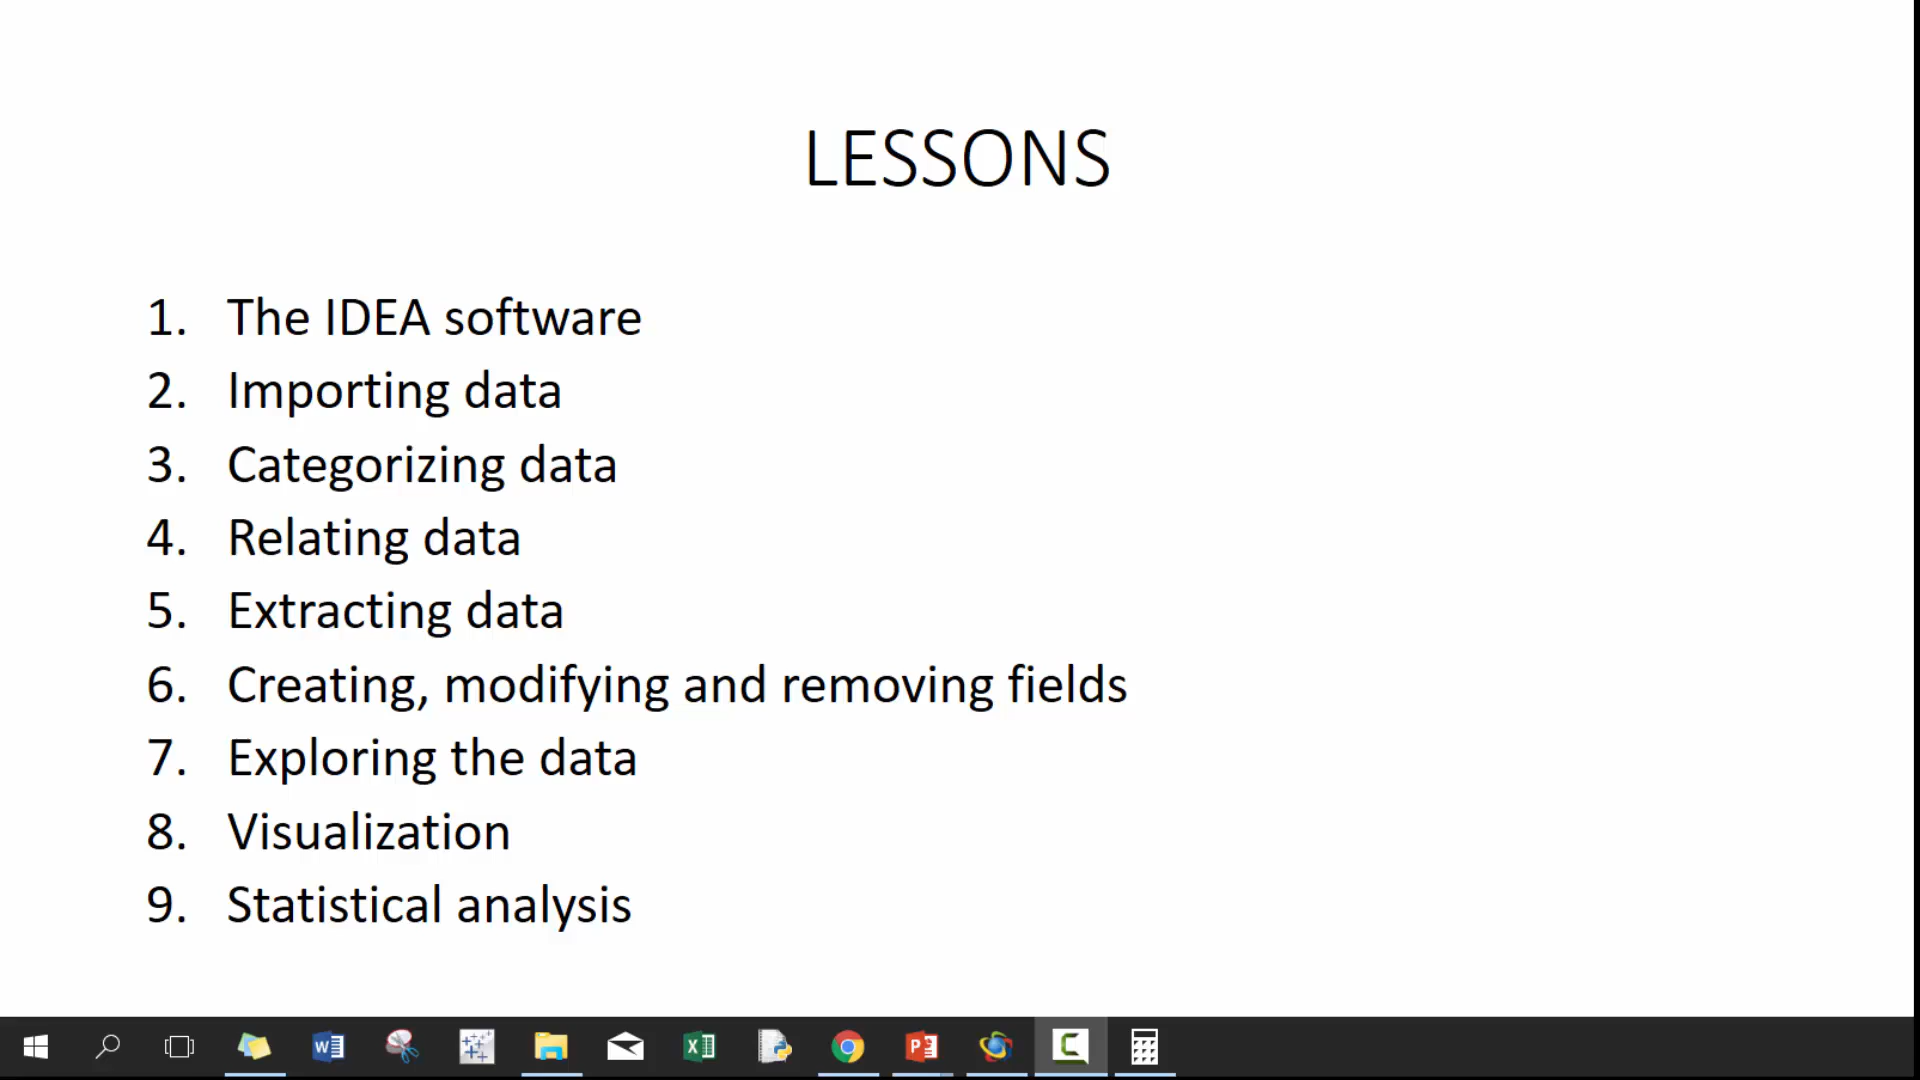 LESSONS
1. The IDEA software
2. Importing data
3. Categorizing data
4. Relating data
5. Extracting data
6. Creating, modifying and removing fields
7. Exploring the data
8. Visualization
9. Statistical analysis